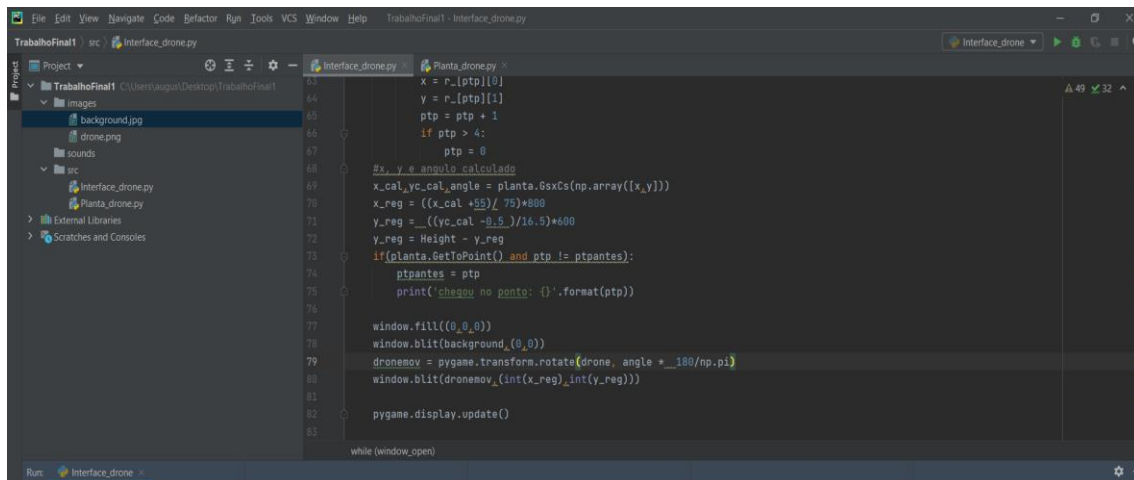 File Edit View Navigate Code Refactor Run Tools VCS Window Help TrabalhoFinal1 - Interface_drone.py
TrabalhoFinal1 src Interface_drone.py Interface_drone
Project
Project
Interface_drone.py Planta_drone.py
TrabalhoFinal1 C:\Users\augus\Desktop\TrabalhoFinal1
images
background.jpg
drone.png
sounds
src
Interface_drone.py
Planta_drone.py
External Libraries
Scratches and Consoles
49 32
63 x = r_[ptp][0]
64 y = r_[ptp][1]
65 ptp = ptp + 1
66 if ptp > 4:
67 ptp = 0
68 #x, y e angulo calculado
69 x_cal,yc_cal,angle = planta.GsxCs(np.array([x,y]))
70 x_reg = ((x_cal +55)/ 75)*800
71 y_reg = ((yc_cal -0.5 )/16.5)*600
72 y_reg = Height - y_reg
73 if(planta.GetToPoint() and ptp != ptpantes):
74 ptpantes = ptp
75 print('chegou no ponto: {}'.format(ptp))
76
77 window.fill((0,0,0))
78 window.blit(background,(0,0))
79 dronemov = pygame.transform.rotate(drone, angle * 180/np.pi)
80 window.blit(dronemov,(int(x_reg),int(y_reg)))
81
82 pygame.display.update()
83
while (window_open)
Run: Interface_drone